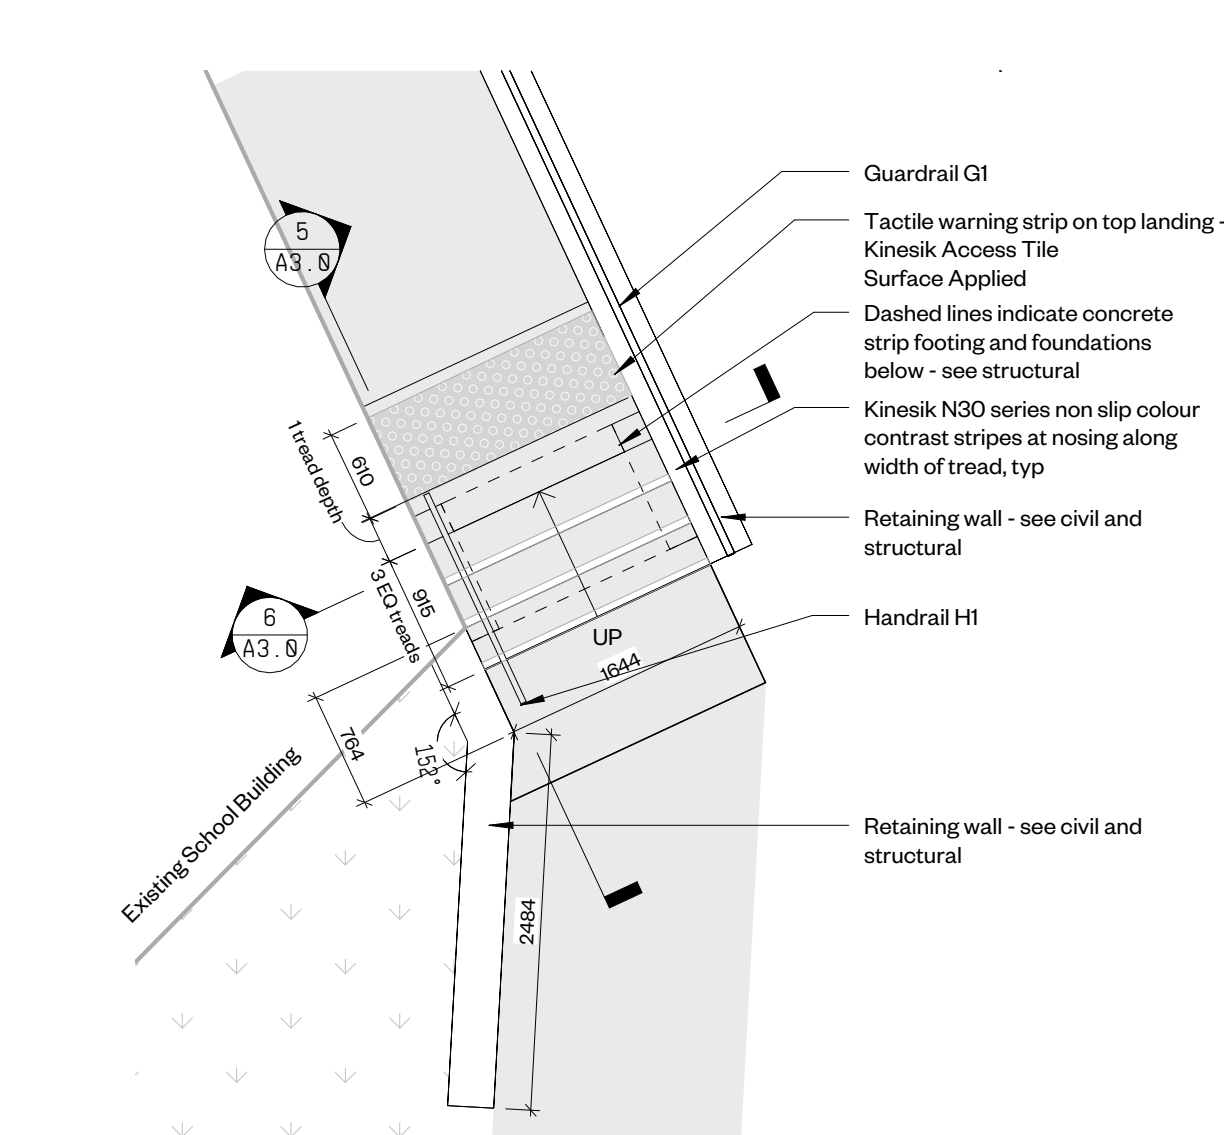 Guardrail G1
Tactile warning strip on top landing -
Kinesik Access Tile
Surface Applied
Dashed lines indicate concrete
strip footing and foundations
below - see structural
Kinesik N30 series non slip colour
contrast stripes at nosing along
width of tread, typ
Retaining wall - see civil and
structural
Handrail H1
Retaining wall - see civil and
structural
5
A3.0
1 tread depth
610
3 EQ treads
915
6
A3.0
UP
1644
764
152°
Existing School Building
2484